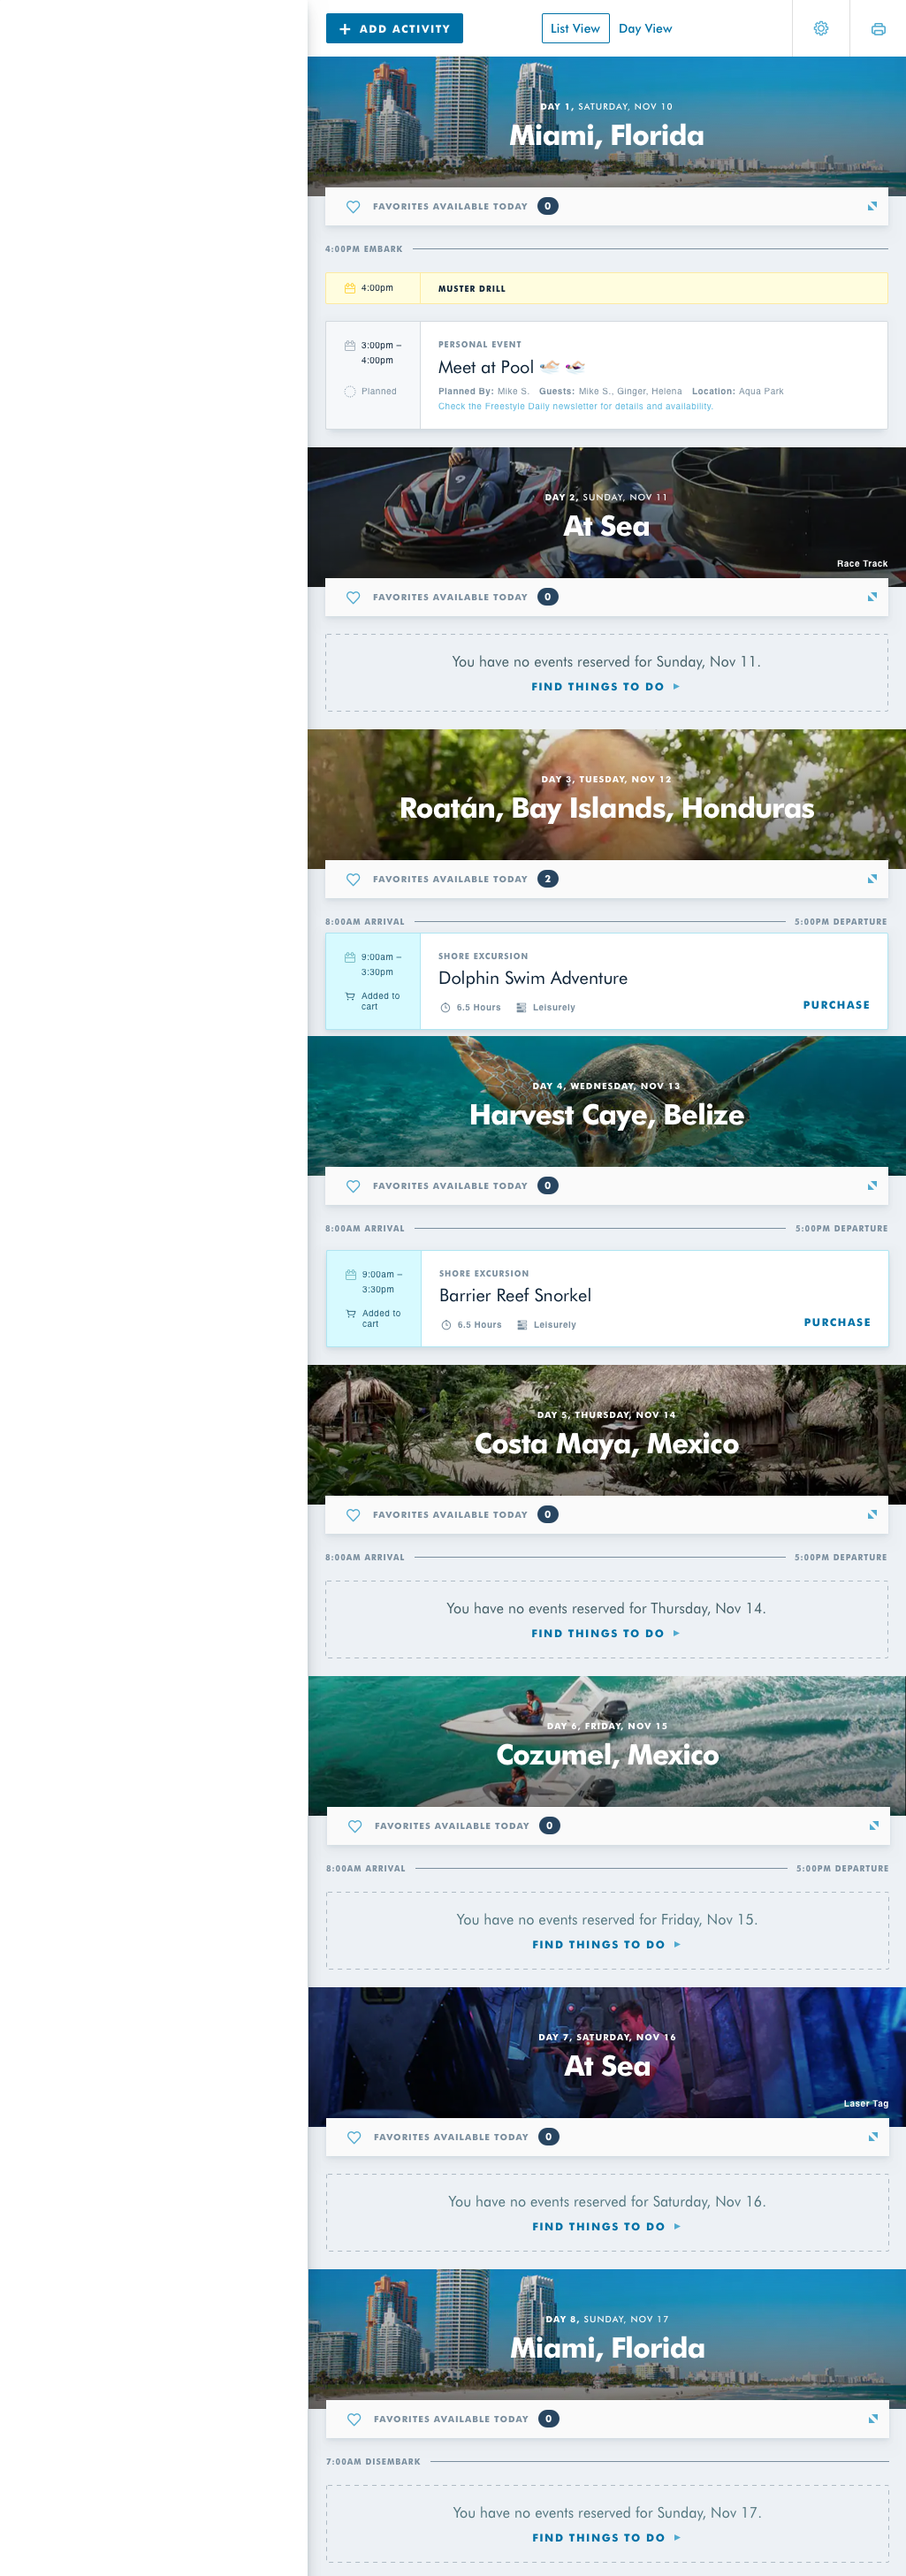 ADD ACTIVITY
List View
Day View
DAY 1, SATURDAY, NOV 10
Miami, Florida
FAVORITES AVAILABLE TODAY 0
4:00PM EMBARK
4:00pm
MUSTER DRILL
3:00pm –
4:00pm
Planned
PERSONAL EVENT
Meet at Pool
Planned By: Mike S. Guests: Mike S., Ginger, Helena Location: Aqua Park
Check the Freestyle Daily newsletter for details and availability.
DAY 2, SUNDAY, NOV 11
At Sea
Race Track
FAVORITES AVAILABLE TODAY 0
You have no events reserved for Sunday, Nov 11.
FIND THINGS TO DO
DAY 3, TUESDAY, NOV 12
Roatán, Bay Islands, Honduras
FAVORITES AVAILABLE TODAY 2
8:00AM ARRIVAL
5:00PM DEPARTURE
9:00am –
3:30pm
Added to
cart
SHORE EXCURSION
Dolphin Swim Adventure
6.5 Hours
Leisurely
PURCHASE
DAY 4, WEDNESDAY, NOV 13
Harvest Caye, Belize
FAVORITES AVAILABLE TODAY 0
8:00AM ARRIVAL
5:00PM DEPARTURE
9:00am –
3:30pm
Added to
cart
SHORE EXCURSION
Barrier Reef Snorkel
6.5 Hours
Leisurely
PURCHASE
DAY 5, THURSDAY, NOV 14
Costa Maya, Mexico
FAVORITES AVAILABLE TODAY 0
8:00AM ARRIVAL
5:00PM DEPARTURE
You have no events reserved for Thursday, Nov 14.
FIND THINGS TO DO
DAY 6, FRIDAY, NOV 15
Cozumel, Mexico
FAVORITES AVAILABLE TODAY 0
8:00AM ARRIVAL
5:00PM DEPARTURE
You have no events reserved for Friday, Nov 15.
FIND THINGS TO DO
DAY 7, SATURDAY, NOV 16
At Sea
Laser Tag
FAVORITES AVAILABLE TODAY 0
You have no events reserved for Saturday, Nov 16.
FIND THINGS TO DO
DAY 8, SUNDAY, NOV 17
Miami, Florida
FAVORITES AVAILABLE TODAY 0
7:00AM DISEMBARK
You have no events reserved for Sunday, Nov 17.
FIND THINGS TO DO